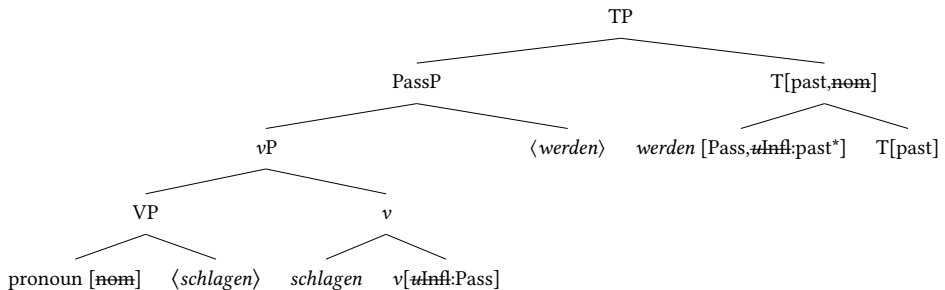 TP
PassP T[past,nom]
vP ⟨werden⟩ werden [Pass,uInfl:past*] T[past]
VP v
pronoun [nom] ⟨schlagen⟩ schlagen v[uInfl:Pass]